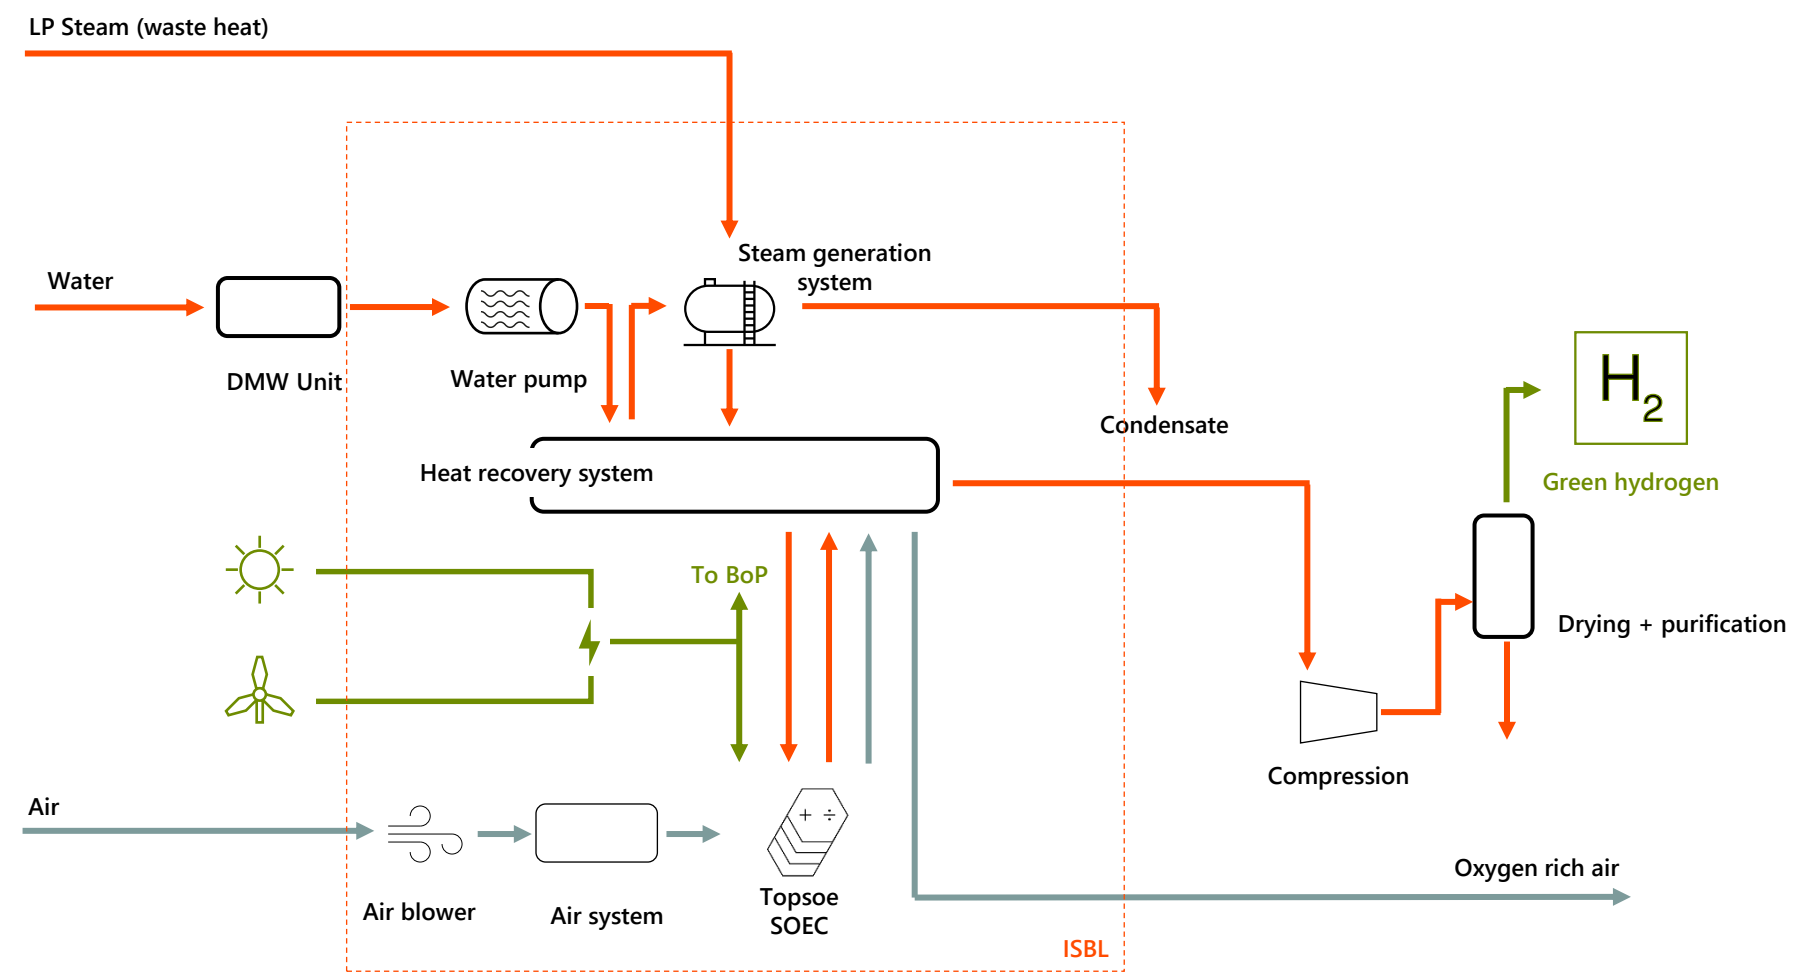 LP Steam (waste heat)
Steam generation
system
Water
DMW Unit
Water pump
Condensate
Heat recovery system
H2
Green hydrogen
To BoP
Drying + purification
Compression
Air
+ ÷
Air blower
Air system
Topsoe
SOEC
Oxygen rich air
ISBL